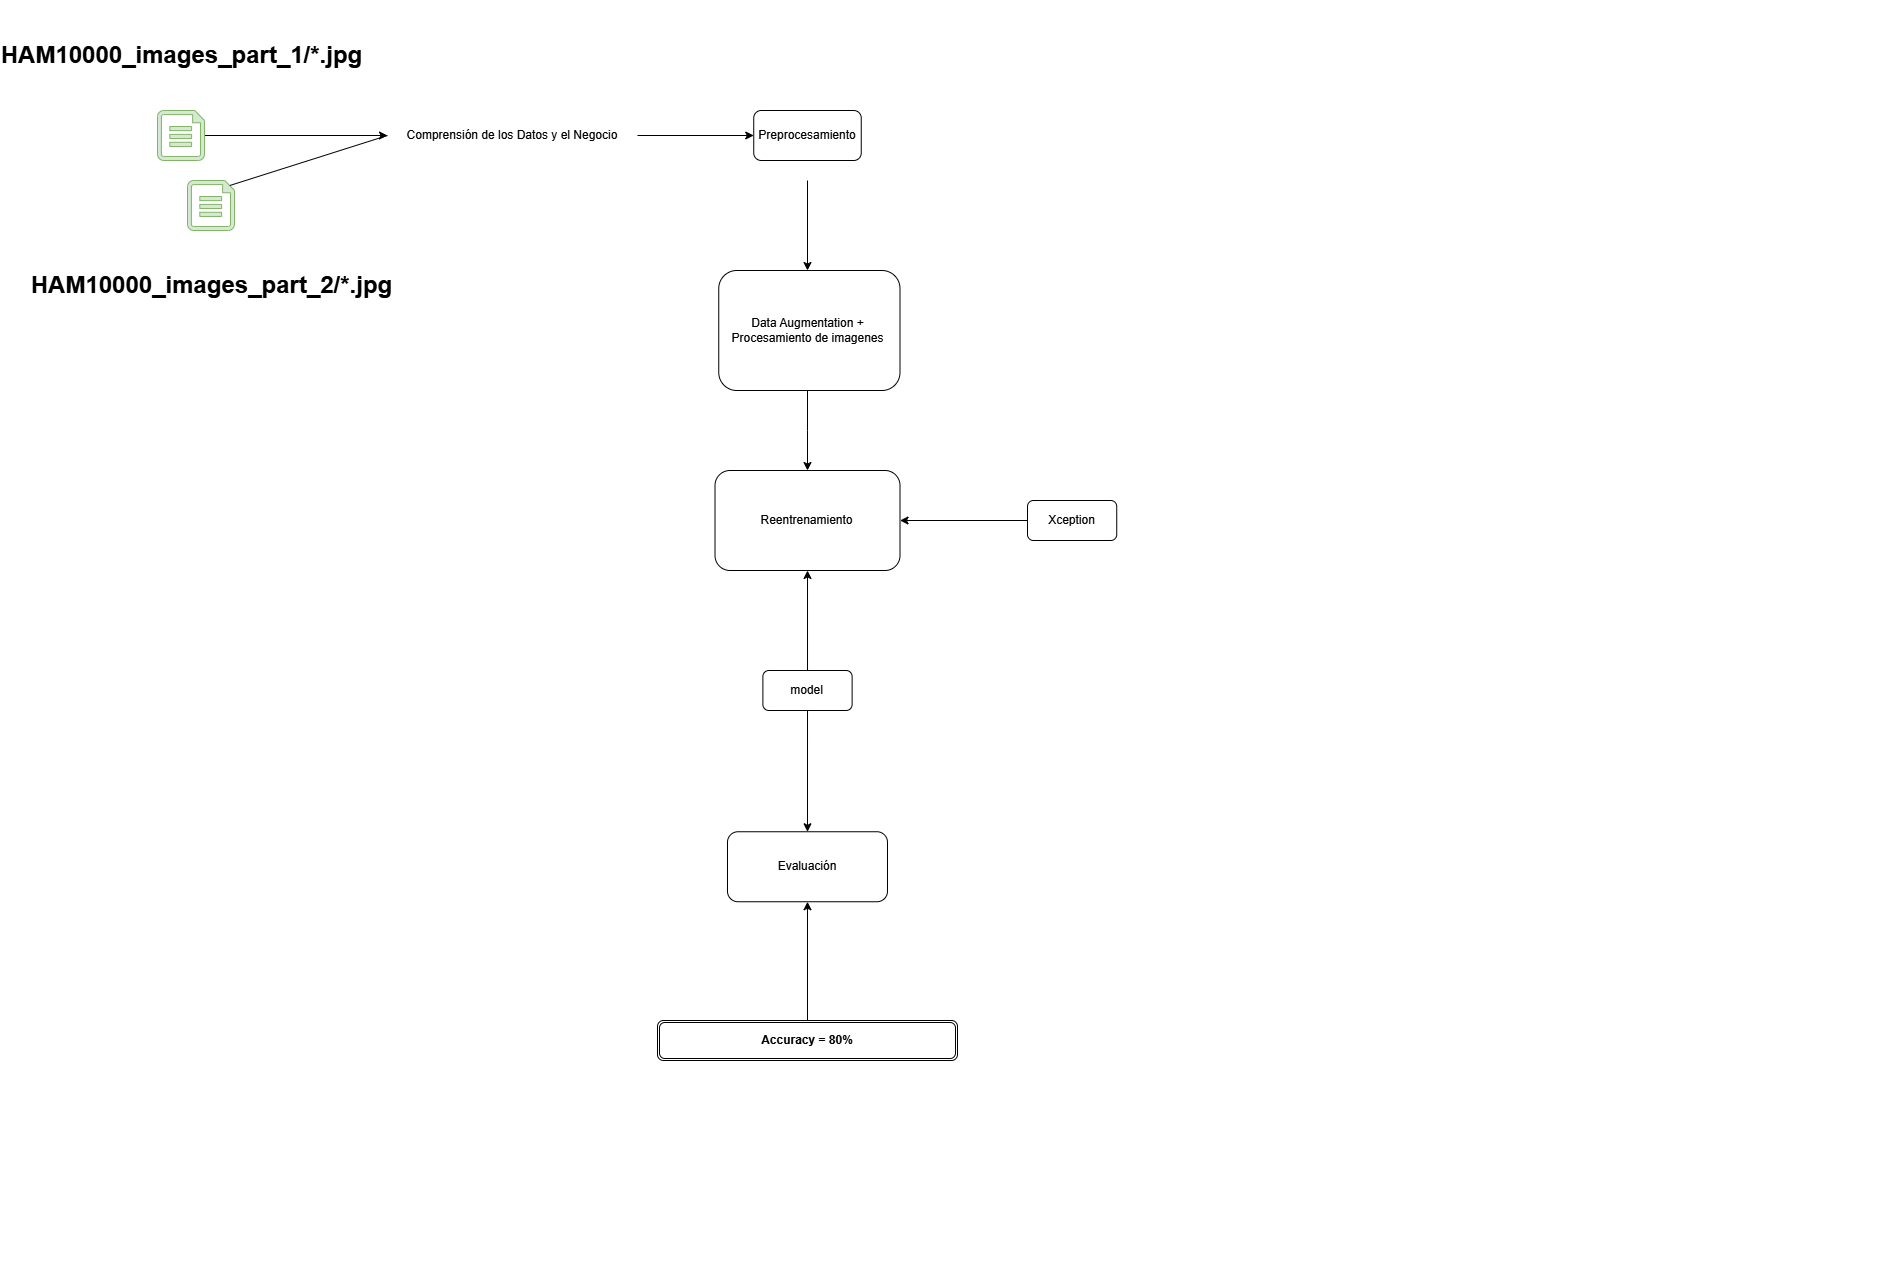 HAM10000_images_part_1/*.jpg
Comprensión de los Datos y el Negocio
Preprocesamiento
HAM10000_images_part_2/*.jpg
Data Augmentation +
Procesamiento de imagenes
Reentrenamiento
Xception
model
Evaluación
Accuracy = 80%